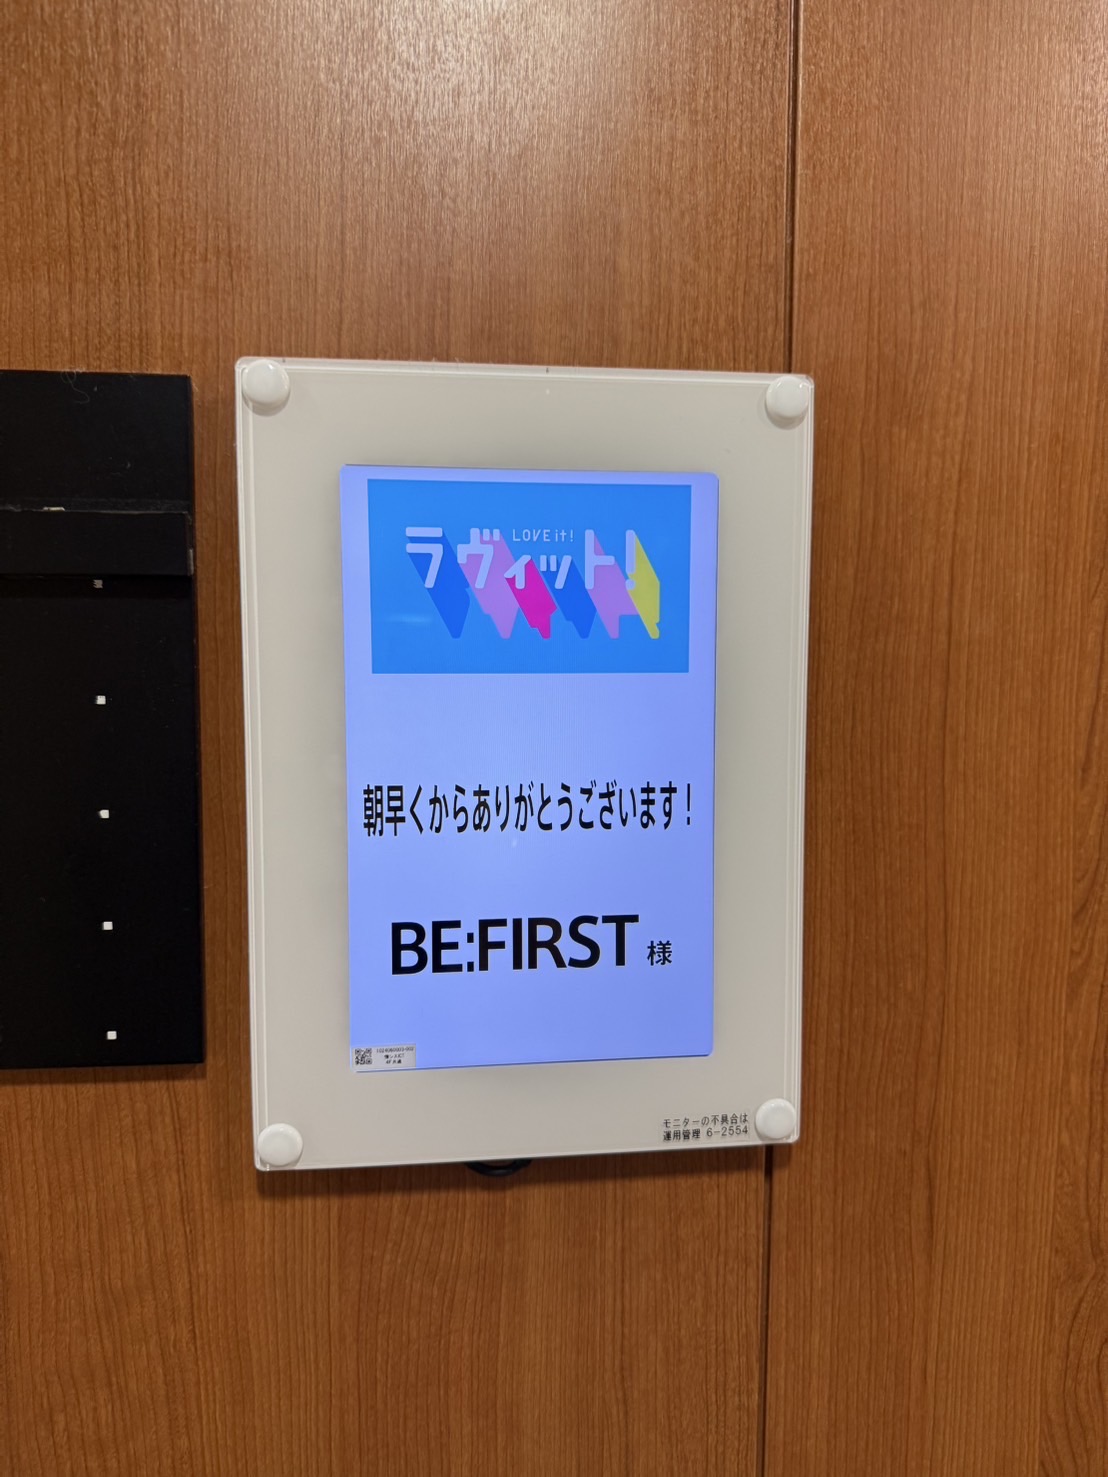 LOVE it!
ラヴィット!
朝早くからありがとうございます!
BE:FIRST 様
モニターの不具合は
運用管理 6-2554